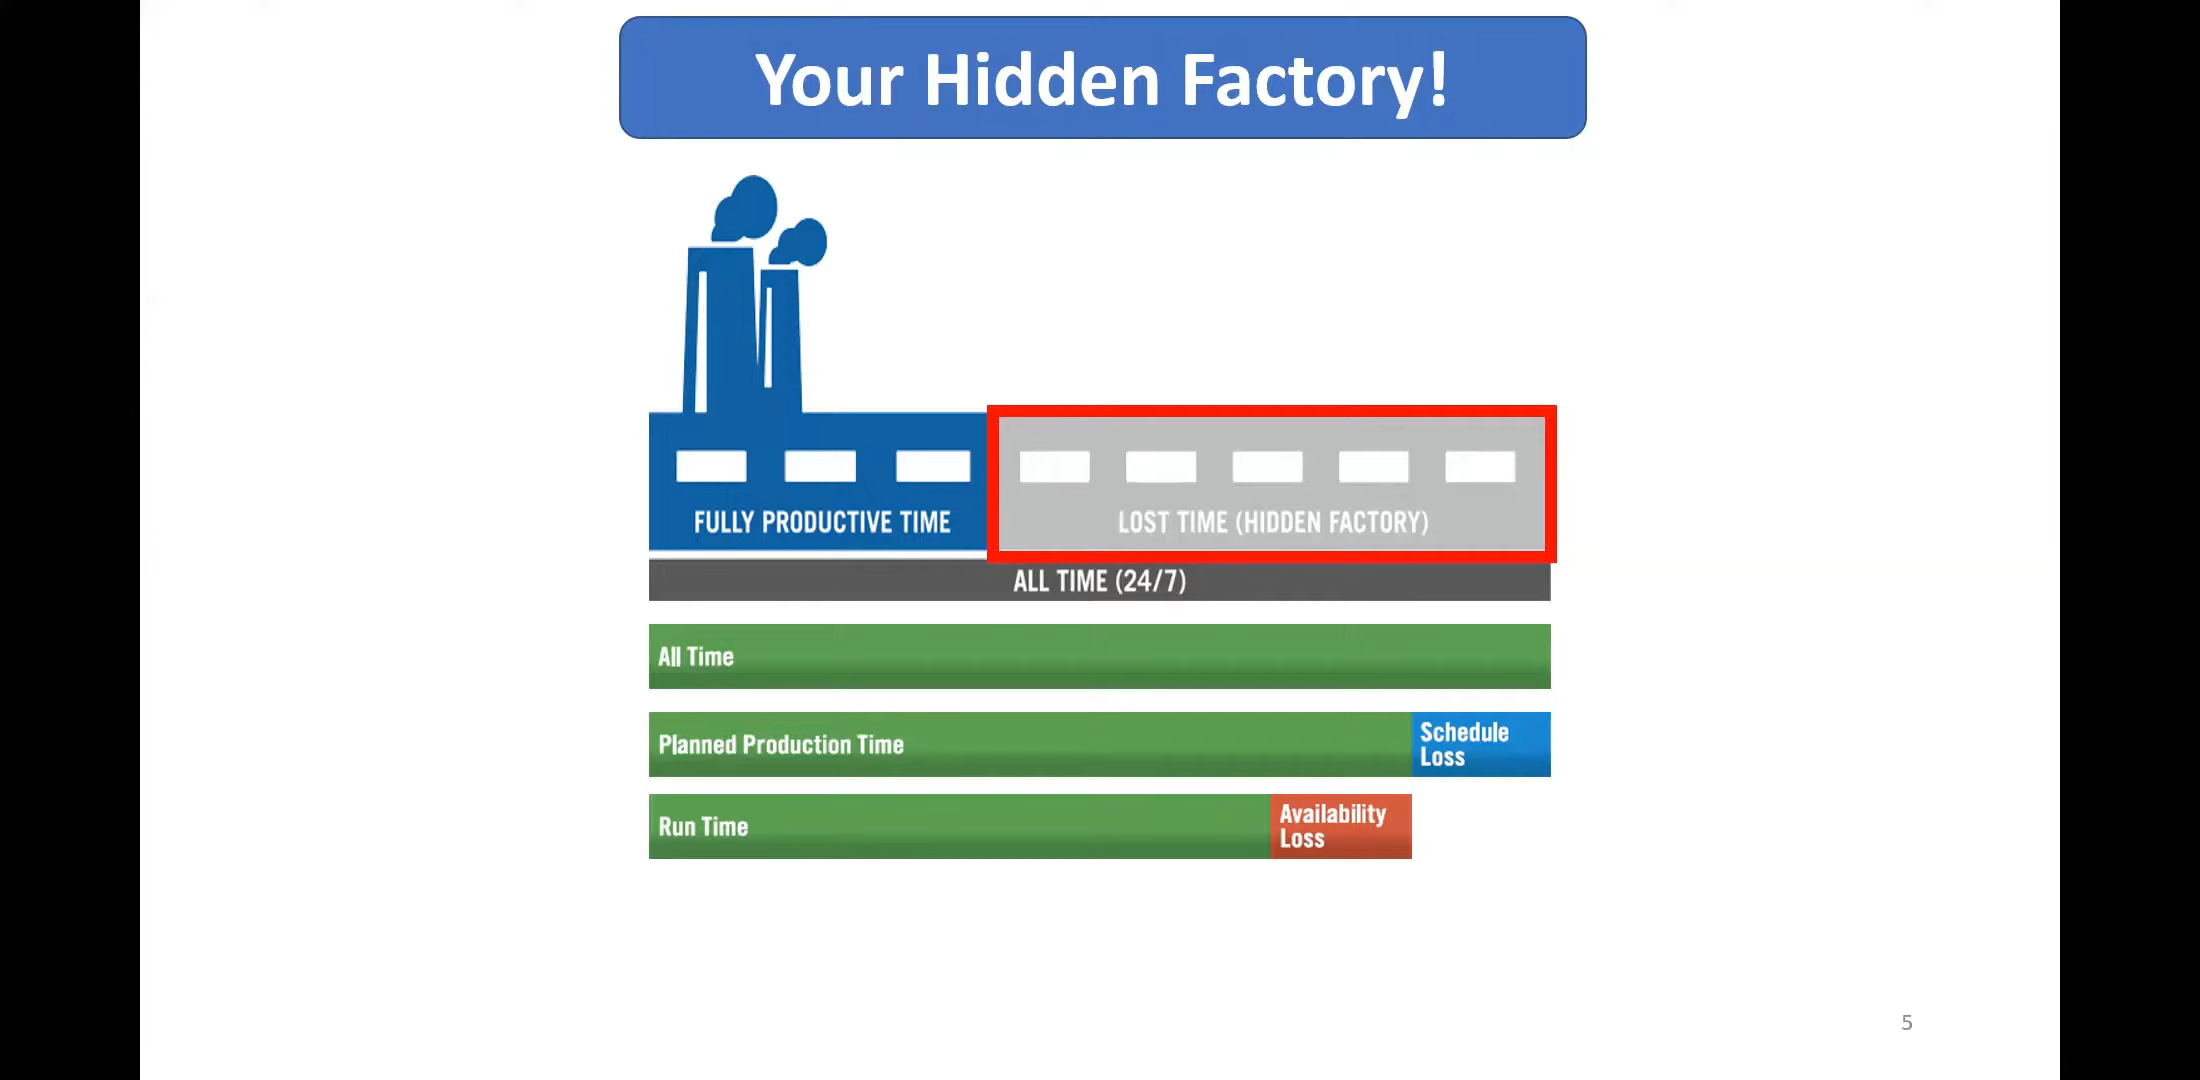 Your Hidden Factory!
FULLY PRODUCTIVE TIME
LOST TIME (HIDDEN FACTORY)
ALL TIME (24/7)
All Time
Planned Production Time
Schedule
Loss
Run Time
Availability
Loss
5